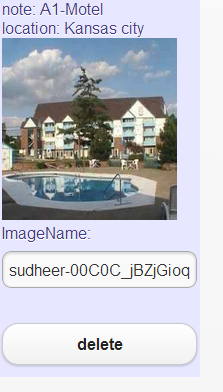 note: A1-Motel
location: Kansas city
ImageName:
sudheer-00C0C_jBZjGioq
delete